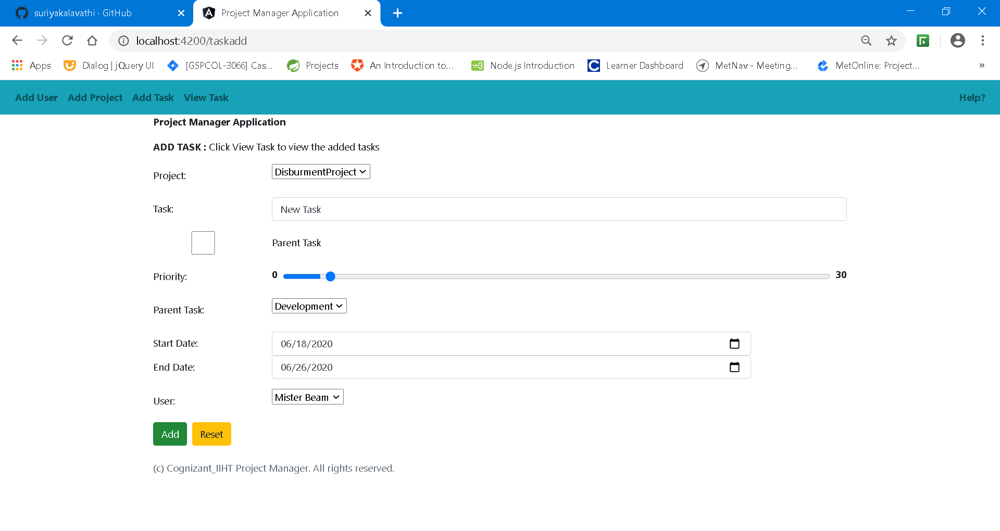 suriyakalavathi · GitHub
Project Manager Application
localhost:4200/taskadd
Apps
Dialog | jQuery UI
[GSPCOL-3066] Cas...
Projects
An Introduction to...
Node.js Introduction
Learner Dashboard
MetNav - Meeting...
MetOnline: Project...
»
Add User Add Project Add Task View Task Help?
Project Manager Application
ADD TASK : Click View Task to view the added tasks
Project: DisburmentProject
Task: New Task
Parent Task
Priority: 0 30
Parent Task: Development
Start Date: 06/18/2020
End Date: 06/26/2020
User: Mister Beam
Add Reset
(c) Cognizant_IIHT Project Manager. All rights reserved.